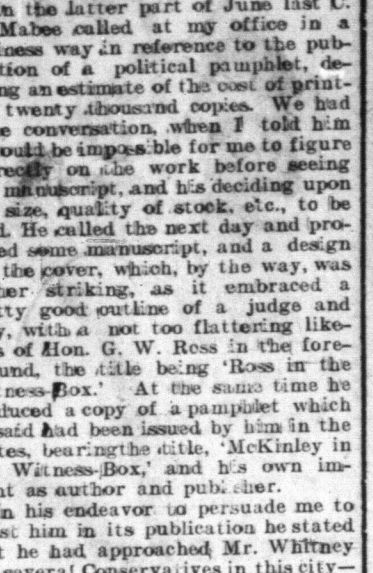 in the latter part of June last C.
Mabee called at my office in a
ness way in reference to the pub-
tion of a political pamphlet, de-
ng an estimate of the cost of print-
twenty thousand copies. We had
e conversation, when I told him
ould be impossible for me to figure
rectly on the work before seeing
manuscript, and his deciding upon
size, quality of stock, etc., to be
d. He called the next day and pro-
ed some manuscript, and a design
the cover, which, by the way, was
her striking, as it embraced a
tty good outline of a judge and
y, with a not too flattering like-
s of Hon. G. W. Ross in the fore-
und, the title being 'Ross in the
ness-Box.' At the same time he
duced a copy of a pamphlet which
said had been issued by him in the
tes, bearingthe title, 'McKinley in
Witness-Box,' and his own im-
nt as author and publisher.
n his endeavor to persuade me to
st him in its publication he stated
t he had approached Mr. Whitney
several Conservatives in this city—